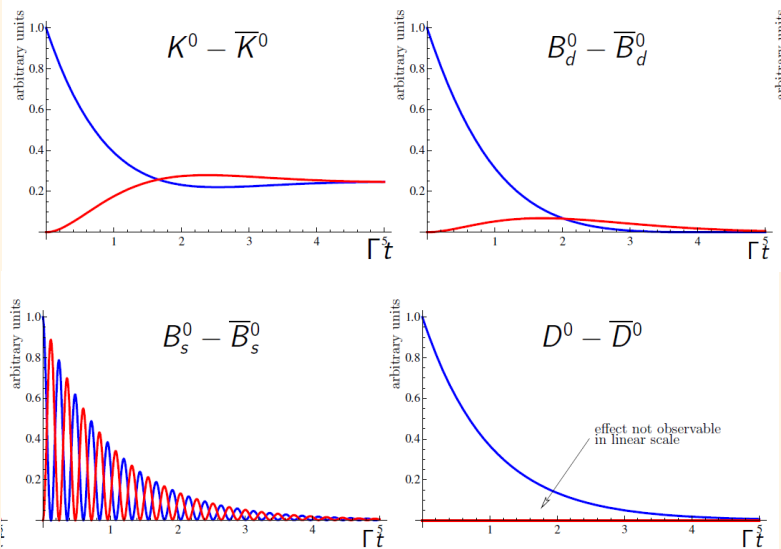 arbitrary units
1.0
0.8
0.6
0.4
0.2
K⁰ − K̅⁰
1 2 3 4 5
Γt
arbitrary units
1.0
0.8
0.6
0.4
0.2
B⁰_d − B̅⁰_d
1 2 3 4 5
Γt
arbitrary units
1.0
0.8
0.6
0.4
0.2
B⁰_s − B̅⁰_s
1 2 3 4 5
Γt
arbitrary units
1.0
0.8
0.6
0.4
0.2
D⁰ − D̅⁰
effect not observable
in linear scale
1 2 3 4 5
Γt